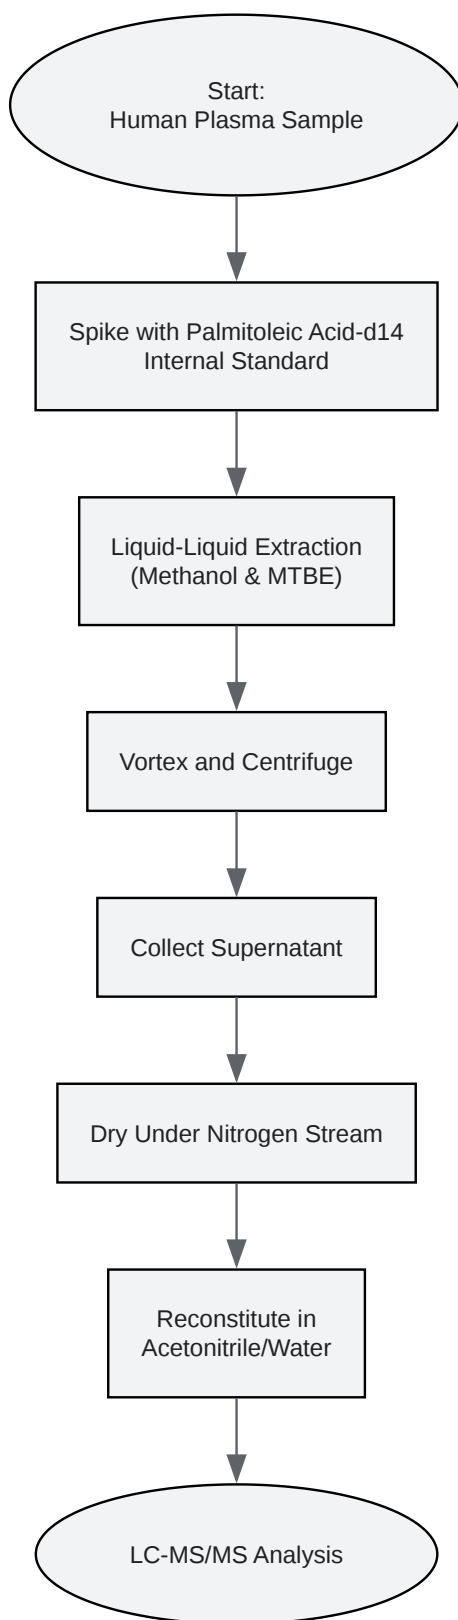 Start:
Human Plasma Sample
Spike with Palmitoleic Acid-d14
Internal Standard
Liquid-Liquid Extraction
(Methanol & MTBE)
Vortex and Centrifuge
Collect Supernatant
Dry Under Nitrogen Stream
Reconstitute in
Acetonitrile/Water
LC-MS/MS Analysis